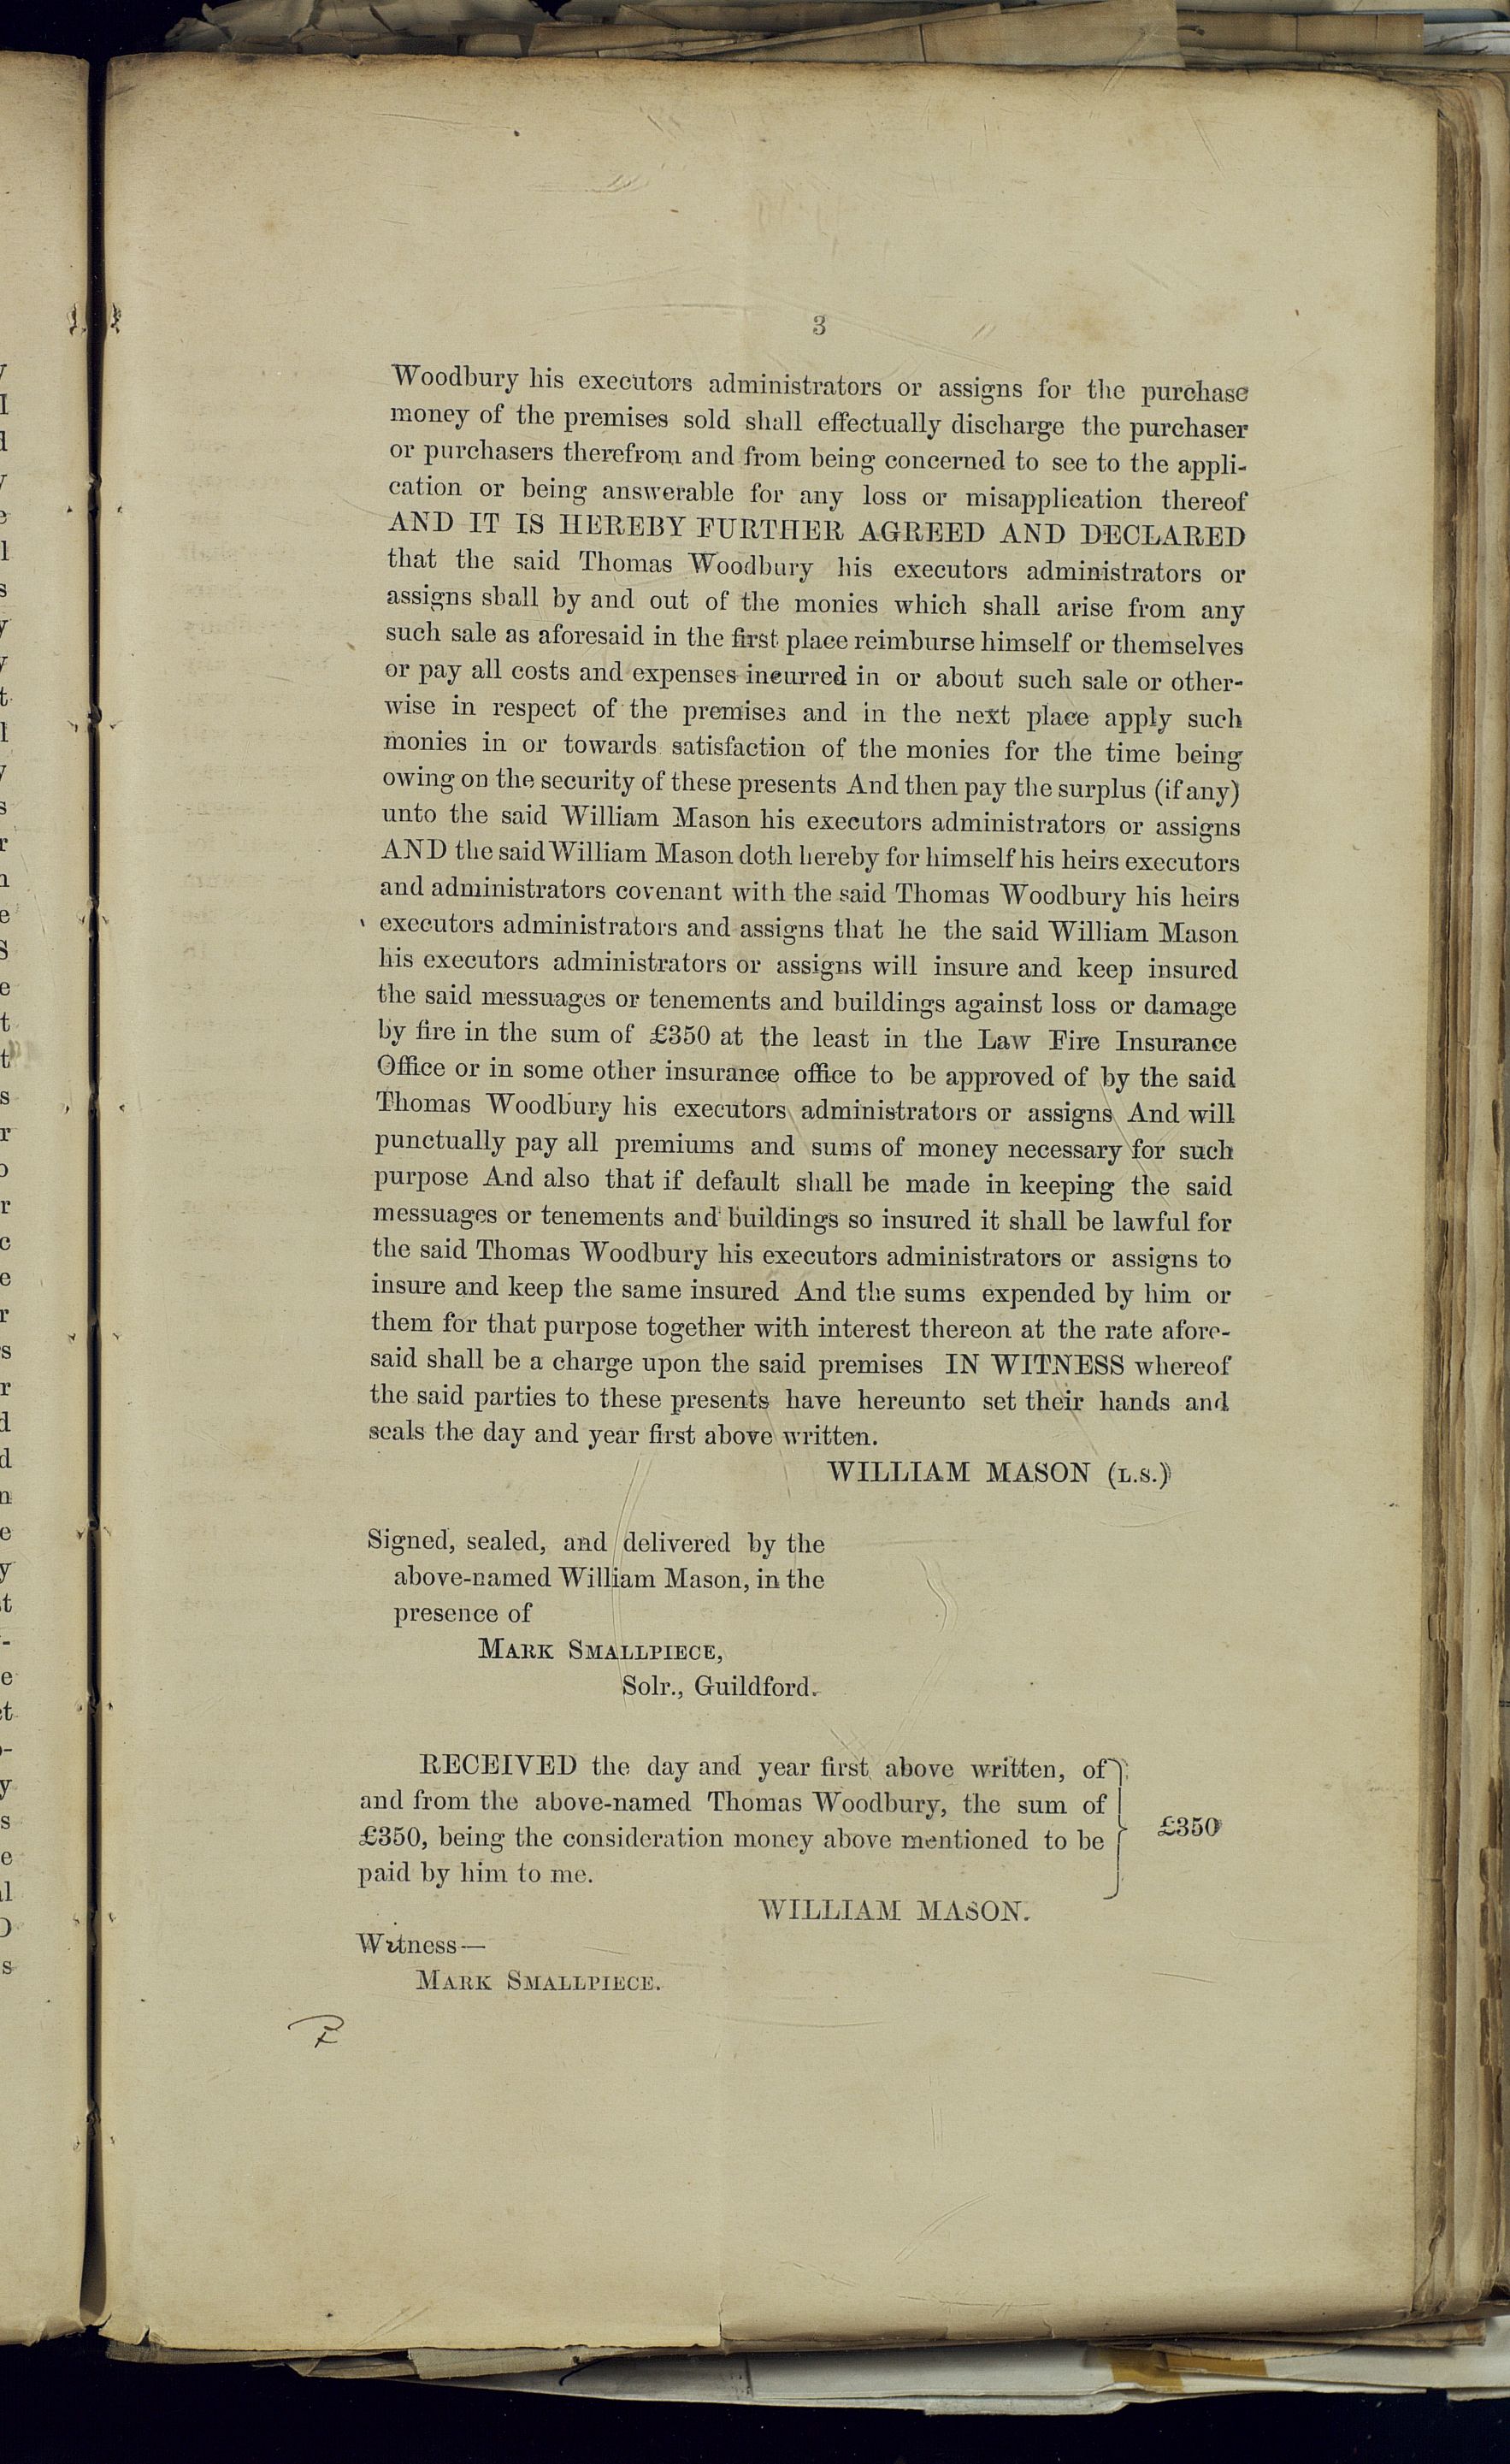 3
Woodbury his executors administrators or assigns for the purchase
money of the premises sold shall effectually discharge the purchaser
or purchasers therefrom and from being concerned to see to the appli-
cation or being answerable for any loss or misapplication thereof
AND IT IS HEREBY FURTHER AGREED AND DECLARED
that the said Thomas Woodbury his executors administrators or
assigns shall by and out of the monies which shall arise from any
such sale as aforesaid in the first place reimburse himself or themselves
or pay all costs and expenses incurred in or about such sale or other-
wise in respect of the premises and in the next place apply such
monies in or towards satisfaction of the monies for the time being
owing on the security of these presents And then pay the surplus (if any)
unto the said William Mason his executors administrators or assigns
AND the said William Mason doth hereby for himself his heirs executors
and administrators covenant with the said Thomas Woodbury his heirs
executors administrators and assigns that he the said William Mason
his executors administrators or assigns will insure and keep insured
the said messuages or tenements and buildings against loss or damage
by fire in the sum of £350 at the least in the Law Fire Insurance
Office or in some other insurance office to be approved of by the said
Thomas Woodbury his executors administrators or assigns And will
punctually pay all premiums and sums of money necessary for such
purpose And also that if default shall be made in keeping the said
messuages or tenements and buildings so insured it shall be lawful for
the said Thomas Woodbury his executors administrators or assigns to
insure and keep the same insured And the sums expended by him or
them for that purpose together with interest thereon at the rate afore-
said shall be a charge upon the said premises IN WITNESS whereof
the said parties to these presents have hereunto set their hands and
seals the day and year first above written.
WILLIAM MASON (L.S.)
Signed, sealed, and delivered by the
above-named William Mason, in the
presence of
MARK SMALLPIECE,
Solr., Guildford.
RECEIVED the day and year first above written, of
and from the above-named Thomas Woodbury, the sum of
£350, being the consideration money above mentioned to be
paid by him to me.
£350
WILLIAM MASON.
Witness—
MARK SMALLPIECE.